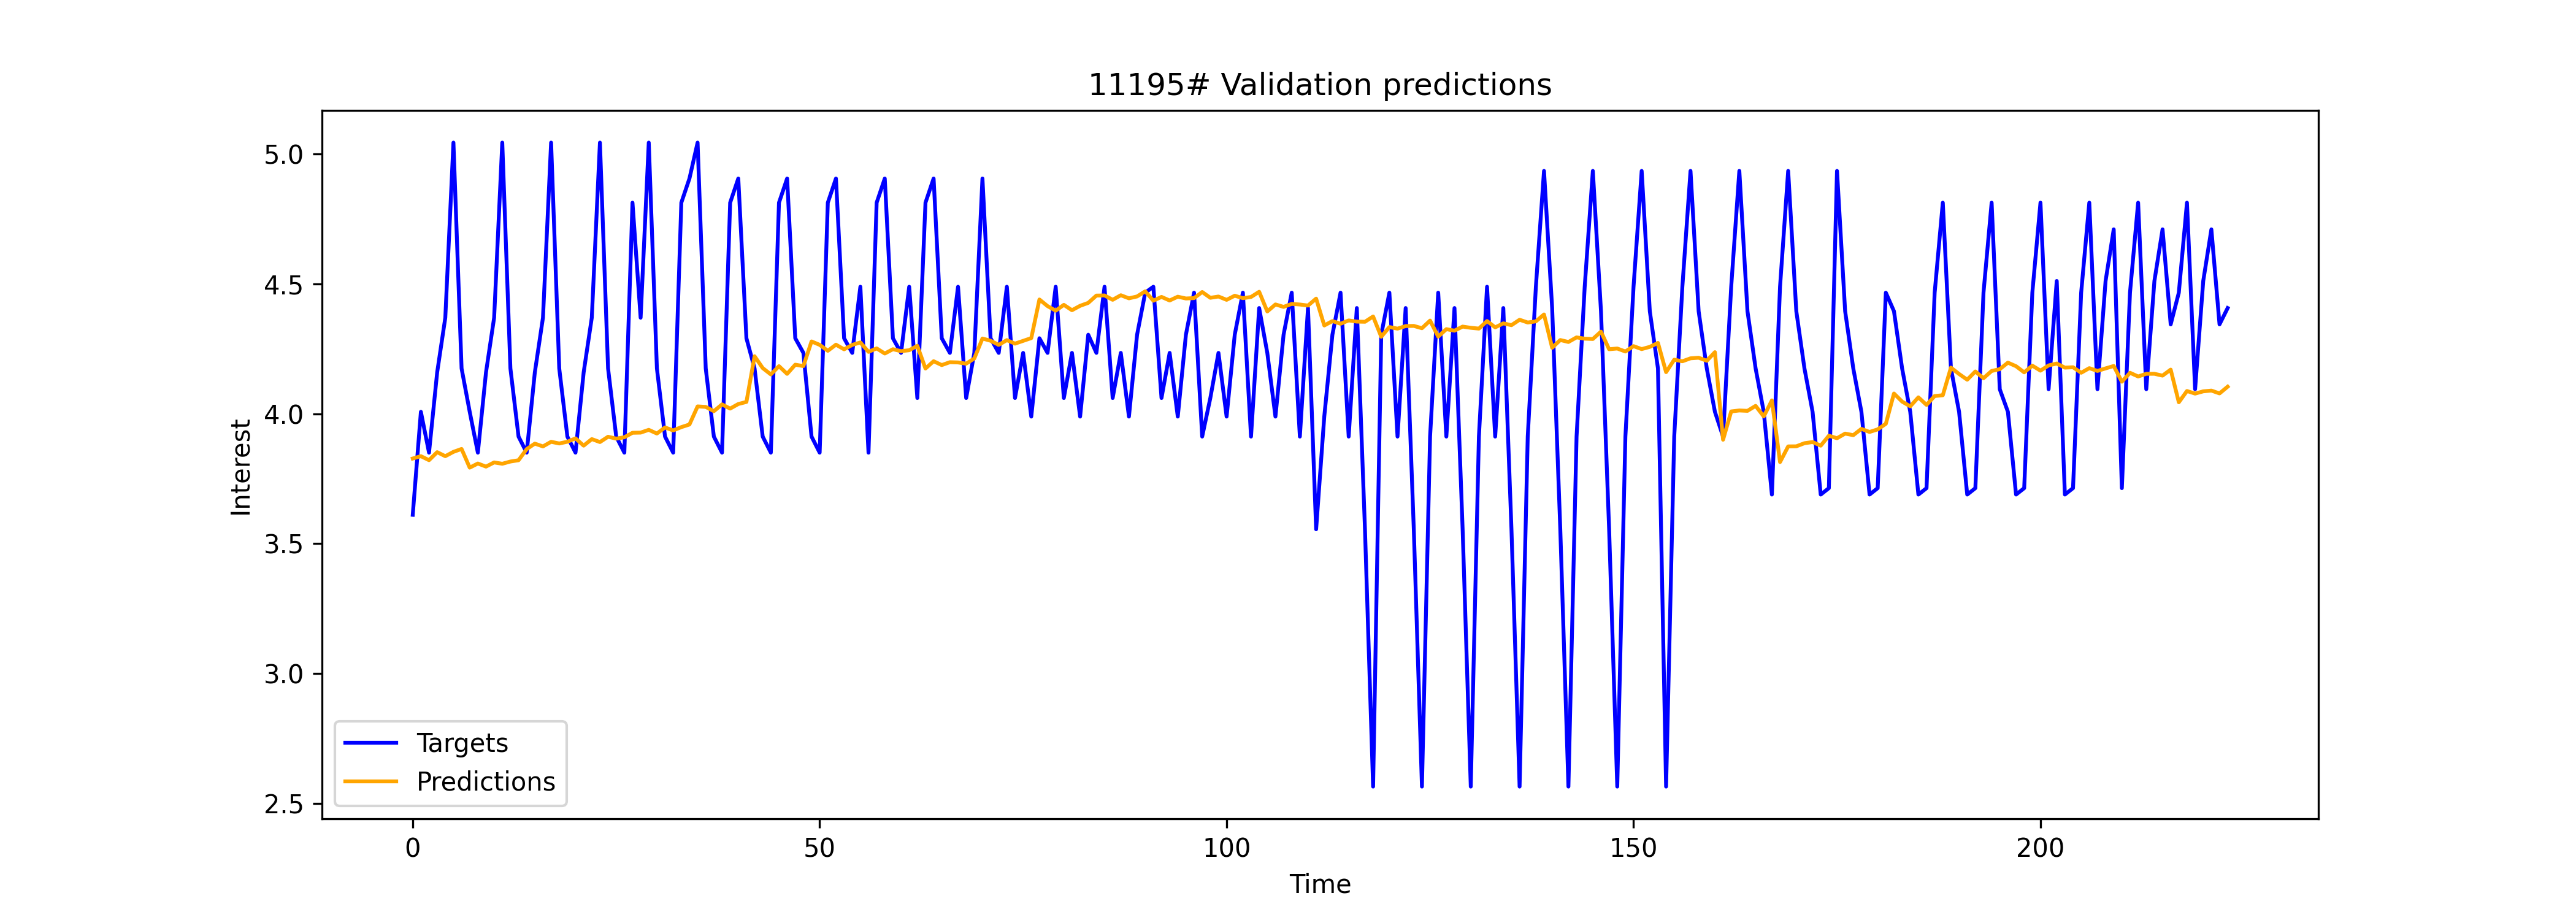 11195# Validation predictions
5.0
4.5
4.0
3.5
3.0
2.5
Interest
Targets
Predictions
0 50 100 150 200
Time